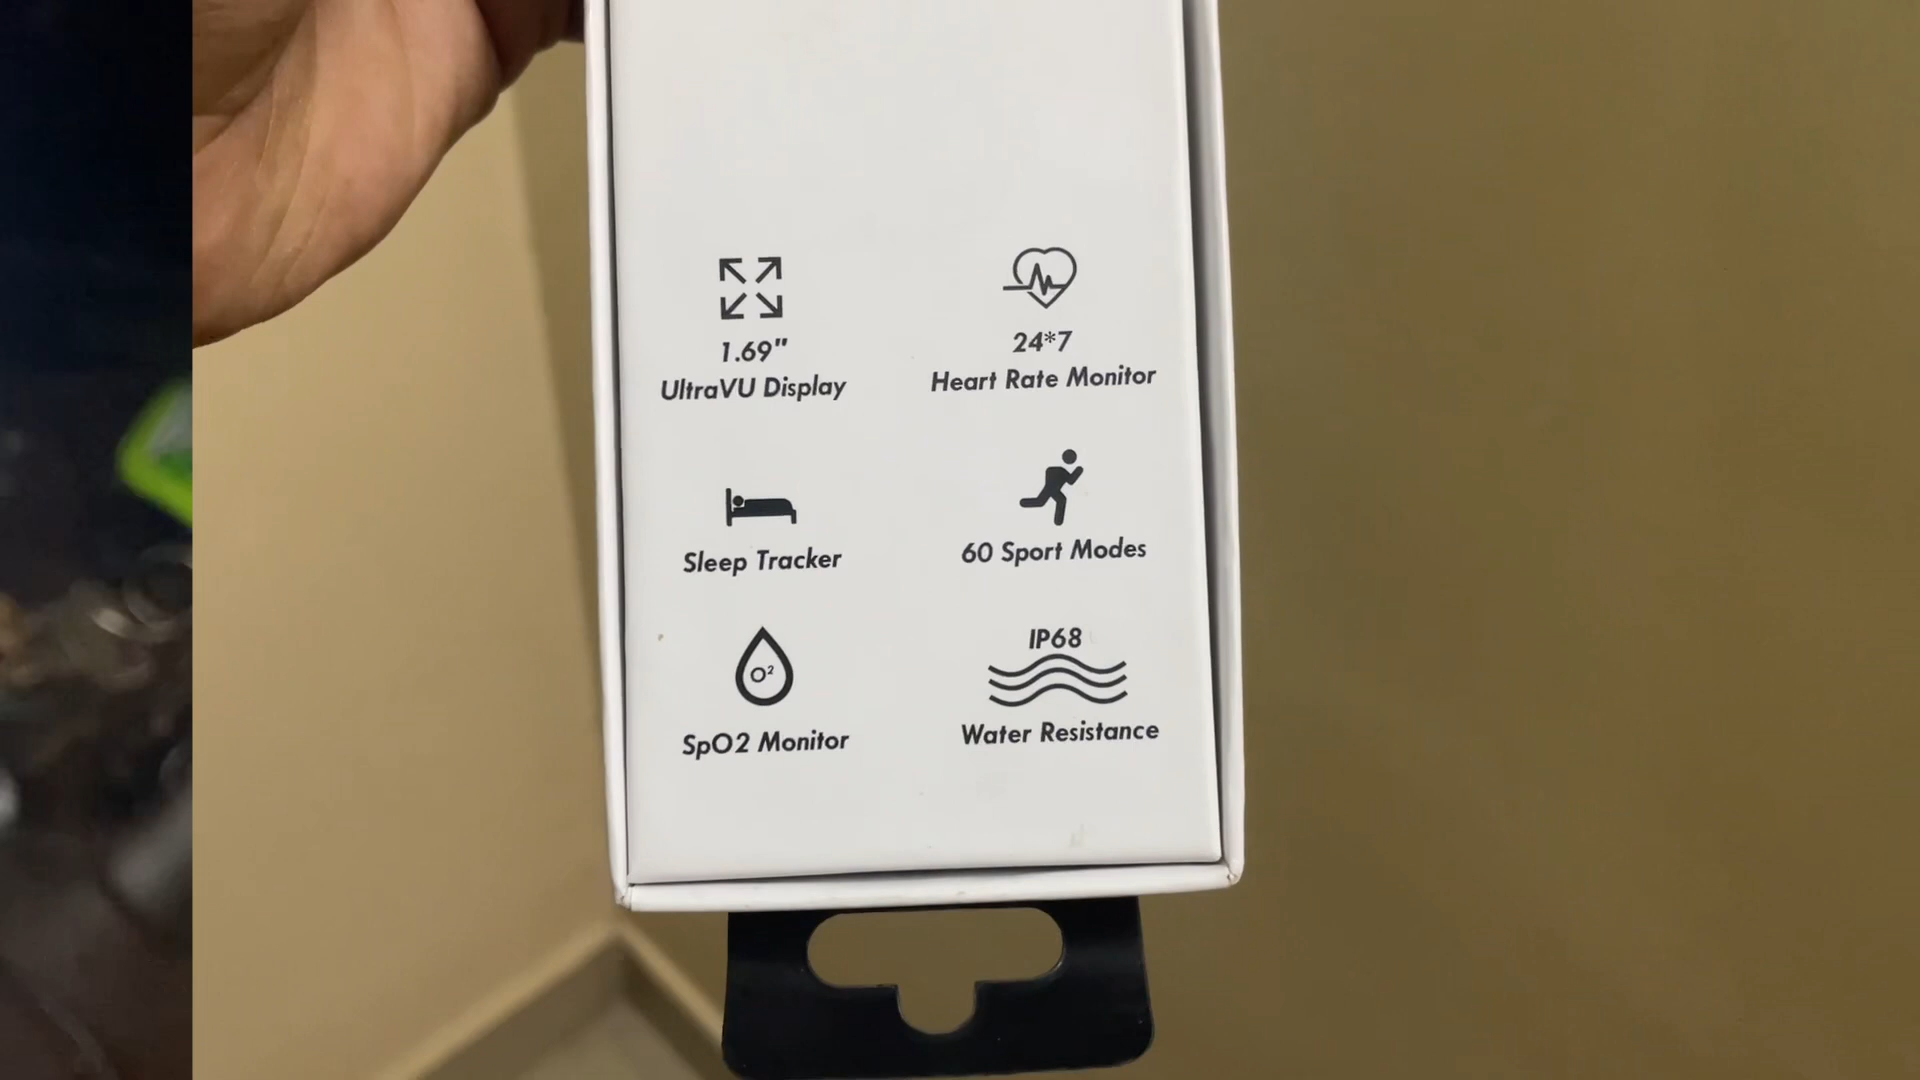 1.69"
UltraVU Display
24*7
Heart Rate Monitor
Sleep Tracker
60 Sport Modes
O²
SpO2 Monitor
IP68
Water Resistance